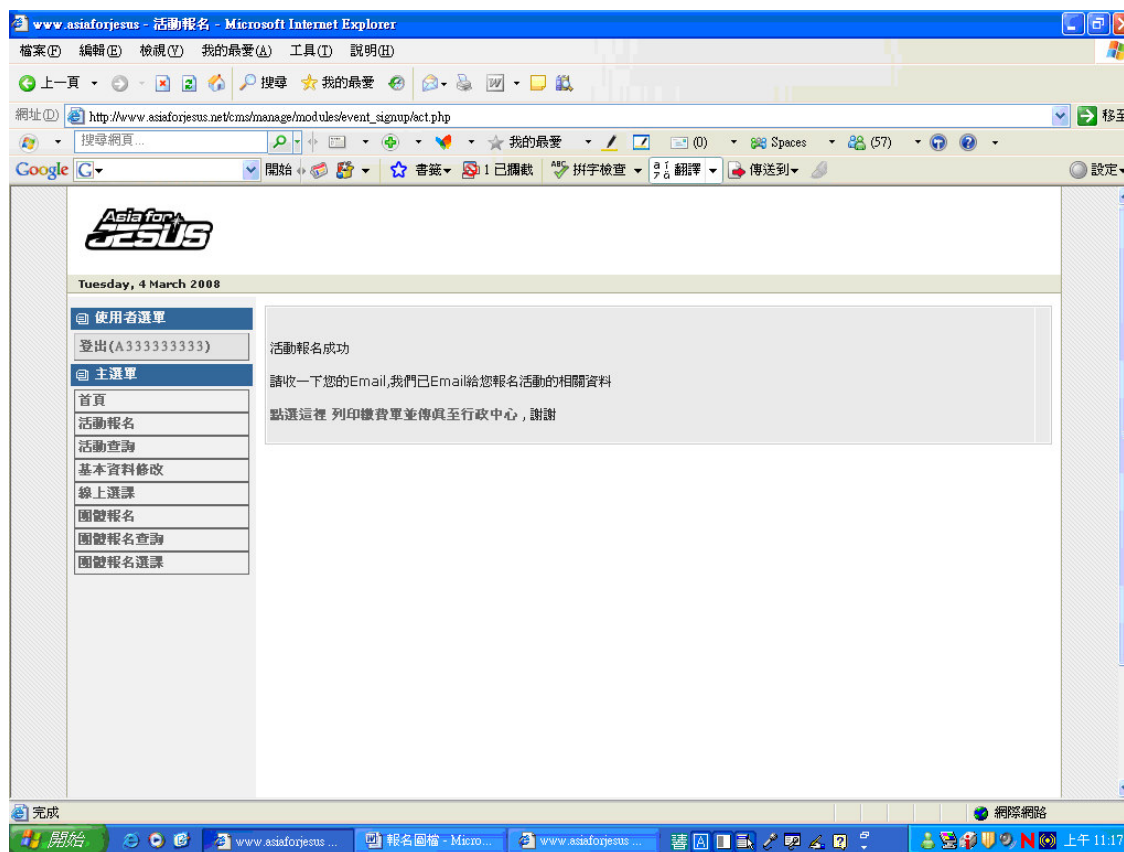 www.asiaforjesus - 活動報名 - Microsoft Internet Explorer
檔案(F) 編輯(E) 檢視(V) 我的最愛(A) 工具(T) 說明(H)
上一頁 搜尋 我的最愛
網址(D) http://www.asiaforjesus.net/cms/manage/modules/event_signup/act.php 移至
搜尋網頁... 我的最愛 (0) Spaces (57)
Google G 開始 書籤 1 已攔截 ABC 拼字檢查 翻譯 傳送到 設定
Asia for JESUS
Tuesday, 4 March 2008
使用者選單
登出(A333333333)
主選單
首頁
活動報名
活動查詢
基本資料修改
線上選課
團體報名
團體報名查詢
團體報名選課
活動報名成功
請收一下您的Email,我們已Email給您報名活動的相關資料
點選這裡 列印繳費單並傳真至行政中心 , 謝謝
完成 網際網路
開始 www.asiaforjesus ... 報名圖檔 - Micro... www.asiaforjesus ... 上午 11:17